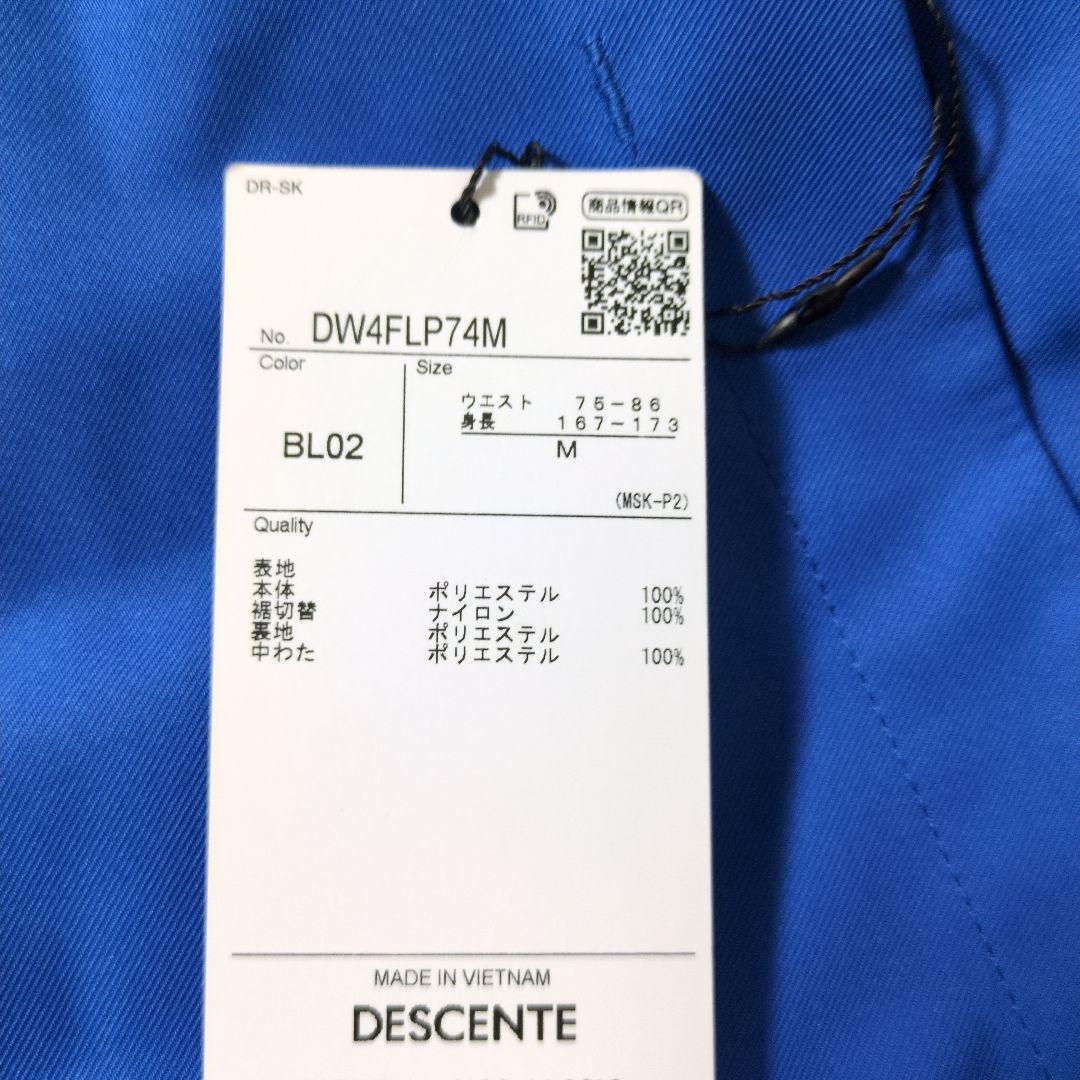 DR-SK
RFID
商品情報QR
No. DW4FLP74M
Color
Size
ウエスト 75-86
身長 167-173
BL02
M
(MSK-P2)
Quality
表地
本体 ポリエステル 100%
裾切替 ナイロン 100%
裏地 ポリエステル
中わた ポリエステル 100%
MADE IN VIETNAM
DESCENTE